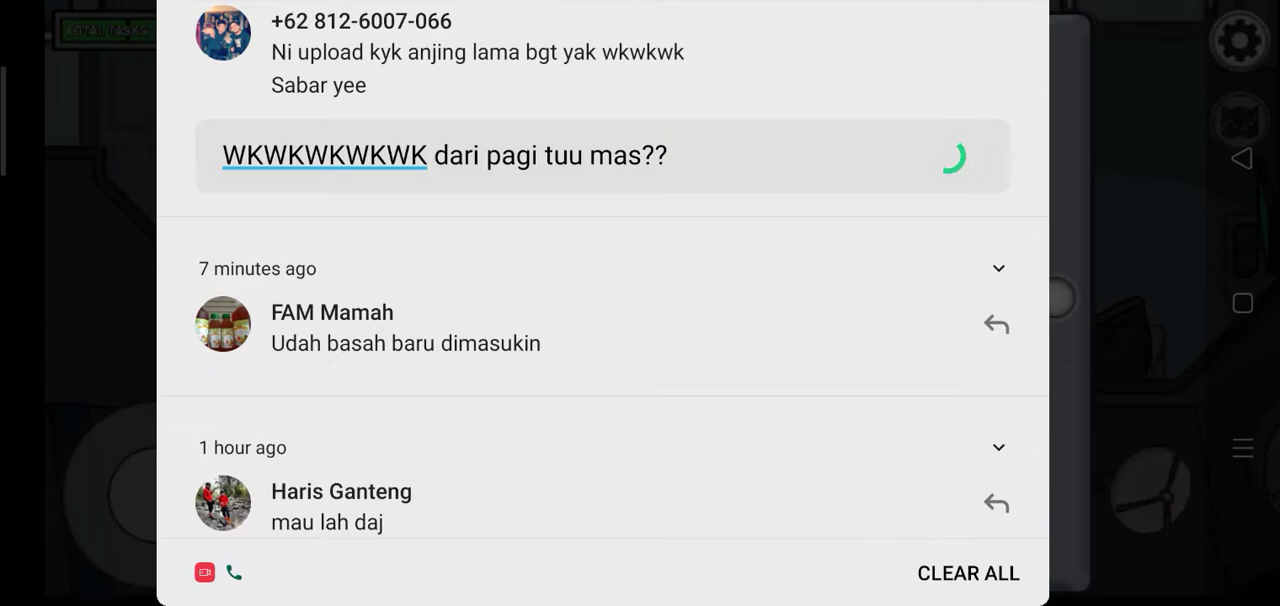 TOTAL TASKS
+62 812-6007-066
Ni upload kyk anjing lama bgt yak wkwkwk
Sabar yee
WKWKWKWKWK dari pagi tuu mas??
7 minutes ago
FAM Mamah
Udah basah baru dimasukin
1 hour ago
Haris Ganteng
mau lah daj
CLEAR ALL